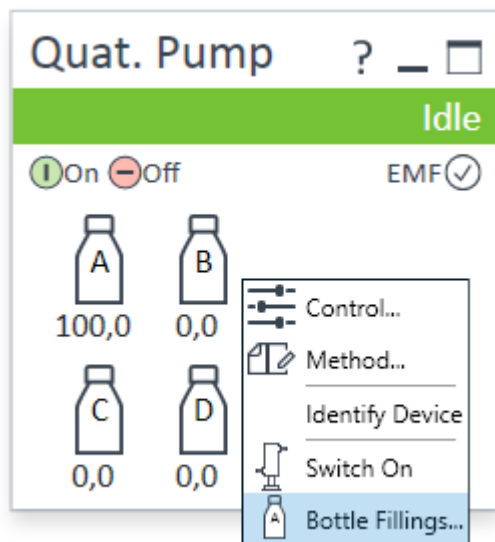 Quat. Pump ?
Idle
On Off EMF
A B
100,0 0,0
Control...
Method...
C D
Identify Device
0,0 0,0
Switch On
A Bottle Fillings...